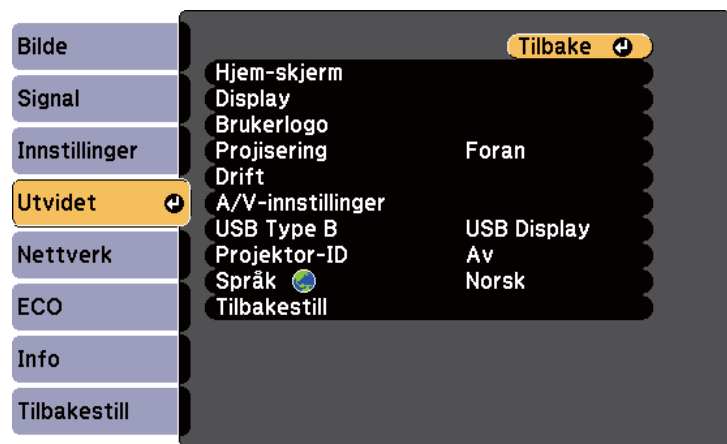 Bilde
Signal
Innstillinger
Utvidet
Nettverk
ECO
Info
Tilbakestill
Tilbake
Hjem-skjerm
Display
Brukerlogo
Projisering Foran
Drift
A/V-innstillinger
USB Type B USB Display
Projektor-ID Av
Språk Norsk
Tilbakestill